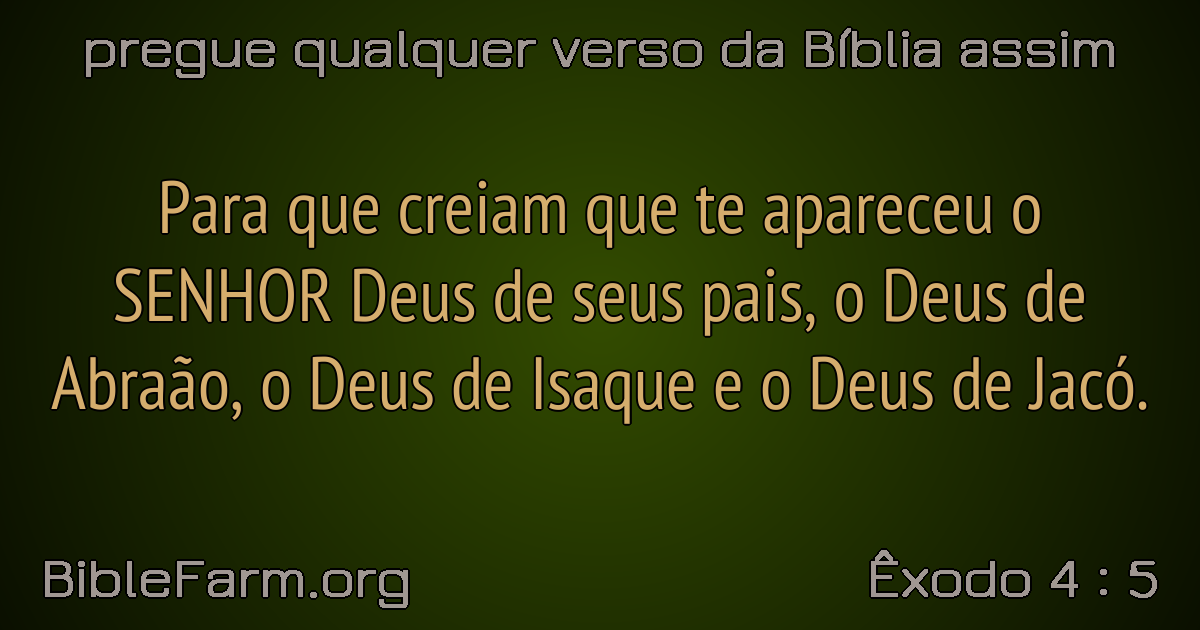 pregue qualquer verso da Bíblia assim
Para que creiam que te apareceu o
SENHOR Deus de seus pais, o Deus de
Abraão, o Deus de Isaque e o Deus de Jacó.
BibleFarm.org
Êxodo 4 : 5